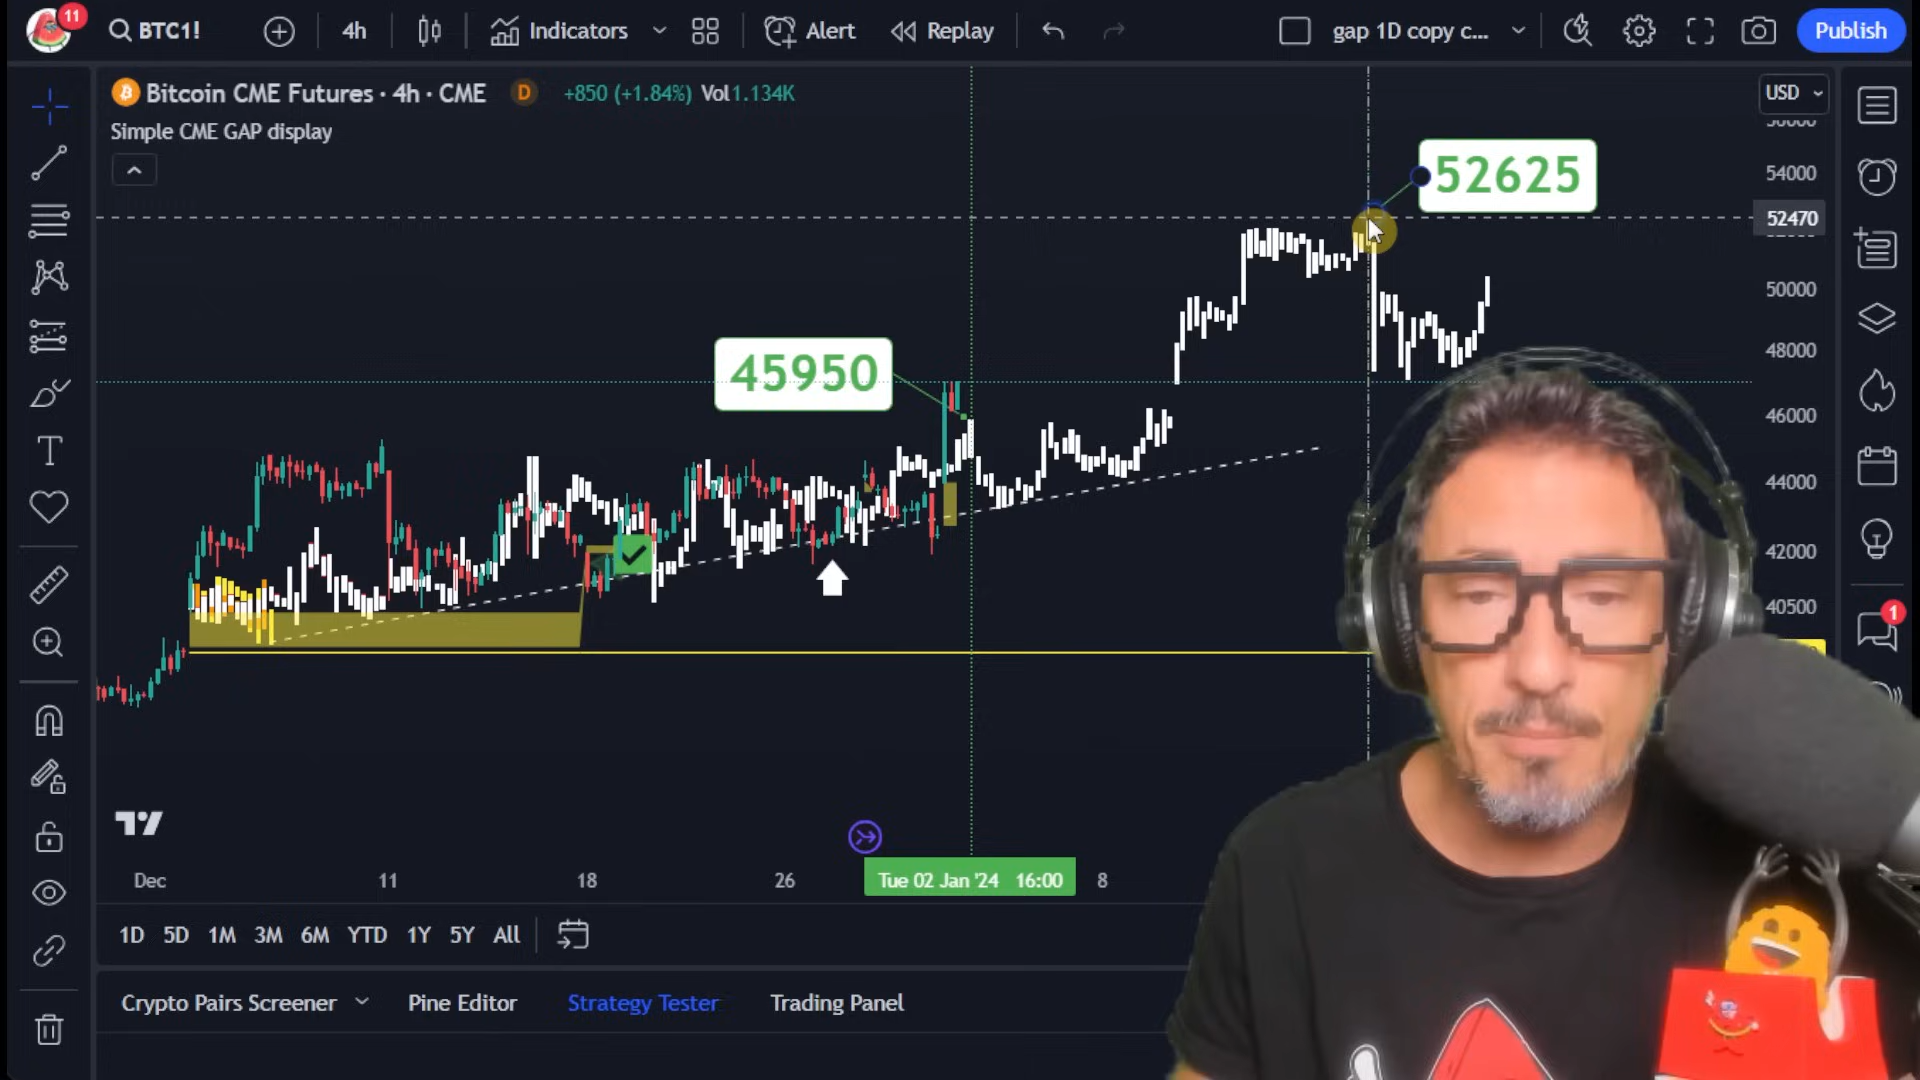 11
BTC1!
4h
Indicators
Alert
Replay
gap 1D copy c...
Publish
Bitcoin CME Futures · 4h · CME
D
+850 (+1.84%)
Vol1.134K
USD
Simple CME GAP display
52625
54000
52470
50000
45950
48000
46000
44000
42000
40500
1
Dec
11
18
26
Tue 02 Jan '24 16:00
8
1D
5D
1M
3M
6M
YTD
1Y
5Y
All
Crypto Pairs Screener
Pine Editor
Strategy Tester
Trading Panel